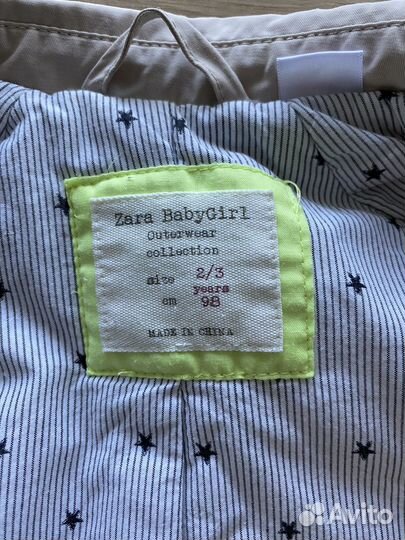 Zara BabyGirl
Outerwear
collection
size 2/3
years
cm 98
MADE IN CHINA
Avito